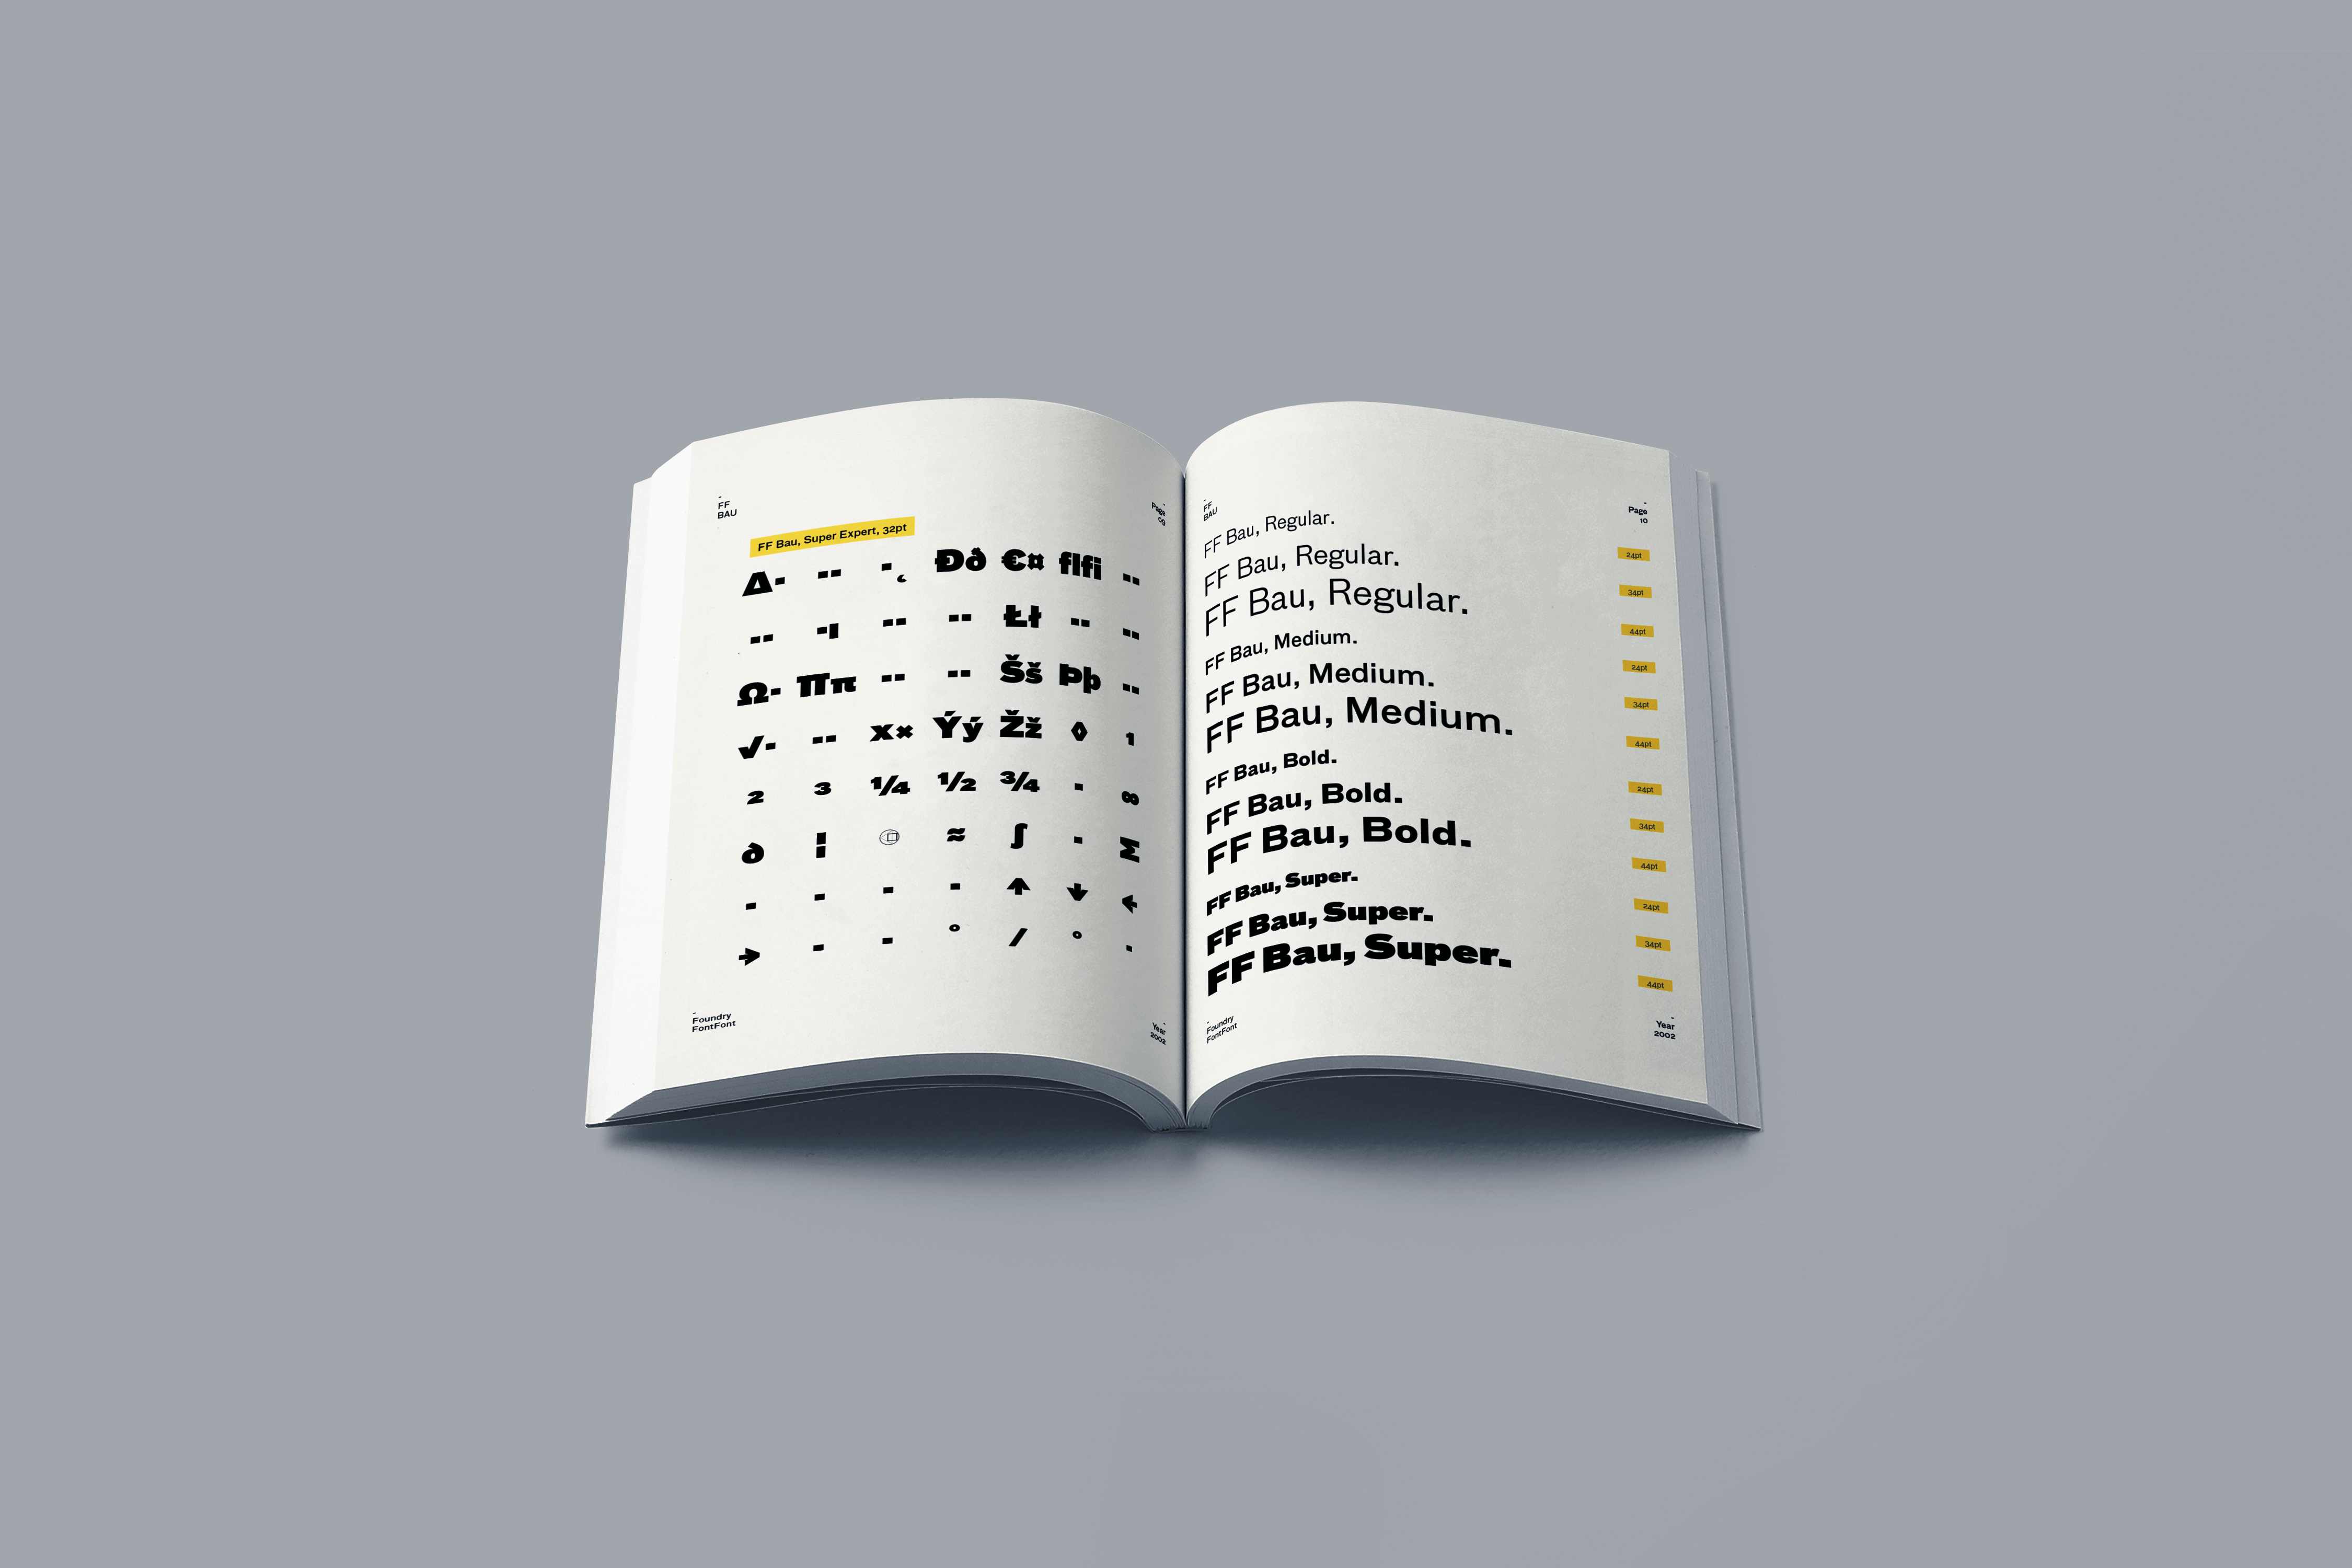 -
FF
BAU
-
Page
09
FF Bau, Super Expert, 32pt
Δ- -- -¸ Ðð €¤ flfi --
-- -ı -- -- Łł -- --
Ω- ∏π -- -- Šš Þþ --
√- -- x× Ýý Žž ◊ 1
2 3 ¼ ½ ¾ - ∞
∂ ¦ ≈ ∫ - Σ
- - - - ↑ ↓ ←
→ - - ° / ° -
-
Foundry
FontFont
-
Year
2002
-
FF
BAU
-
Page
10
FF Bau, Regular. 24pt
FF Bau, Regular. 34pt
FF Bau, Regular. 44pt
FF Bau, Medium. 24pt
FF Bau, Medium. 34pt
FF Bau, Medium. 44pt
FF Bau, Bold. 24pt
FF Bau, Bold. 34pt
FF Bau, Bold. 44pt
FF Bau, Super. 24pt
FF Bau, Super. 34pt
FF Bau, Super. 44pt
-
Foundry
FontFont
-
Year
2002